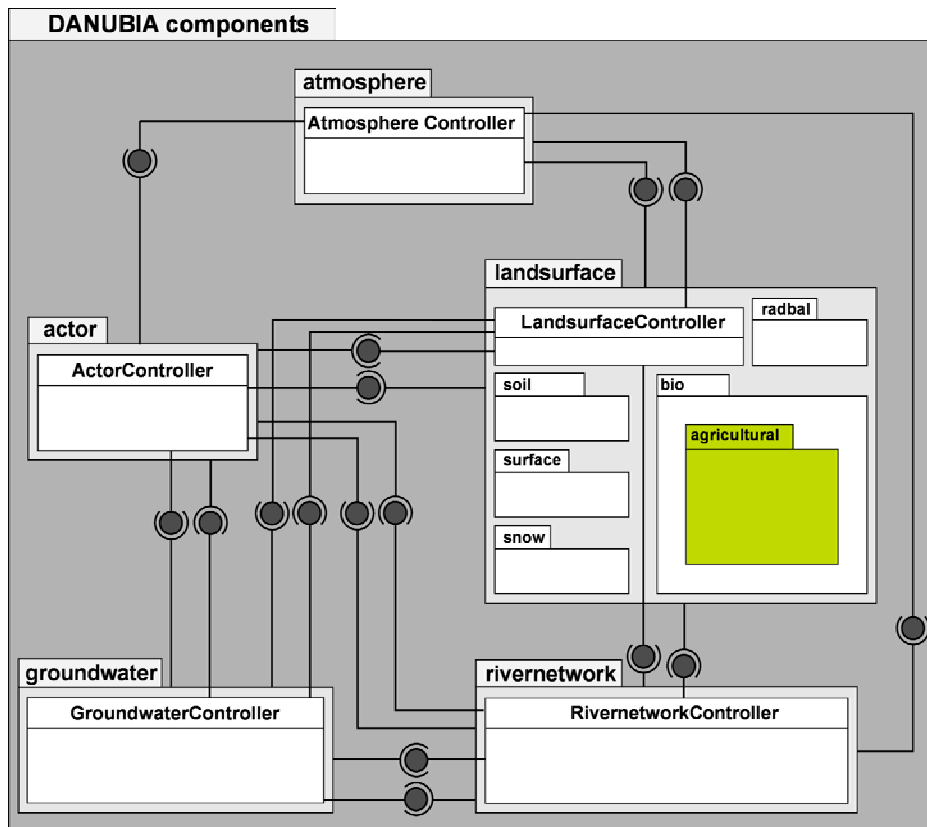 DANUBIA components
atmosphere
Atmosphere Controller
landsurface
LandsurfaceController
radbal
actor
ActorController
soil
bio
agricultural
surface
snow
groundwater
GroundwaterController
rivernetwork
RivernetworkController